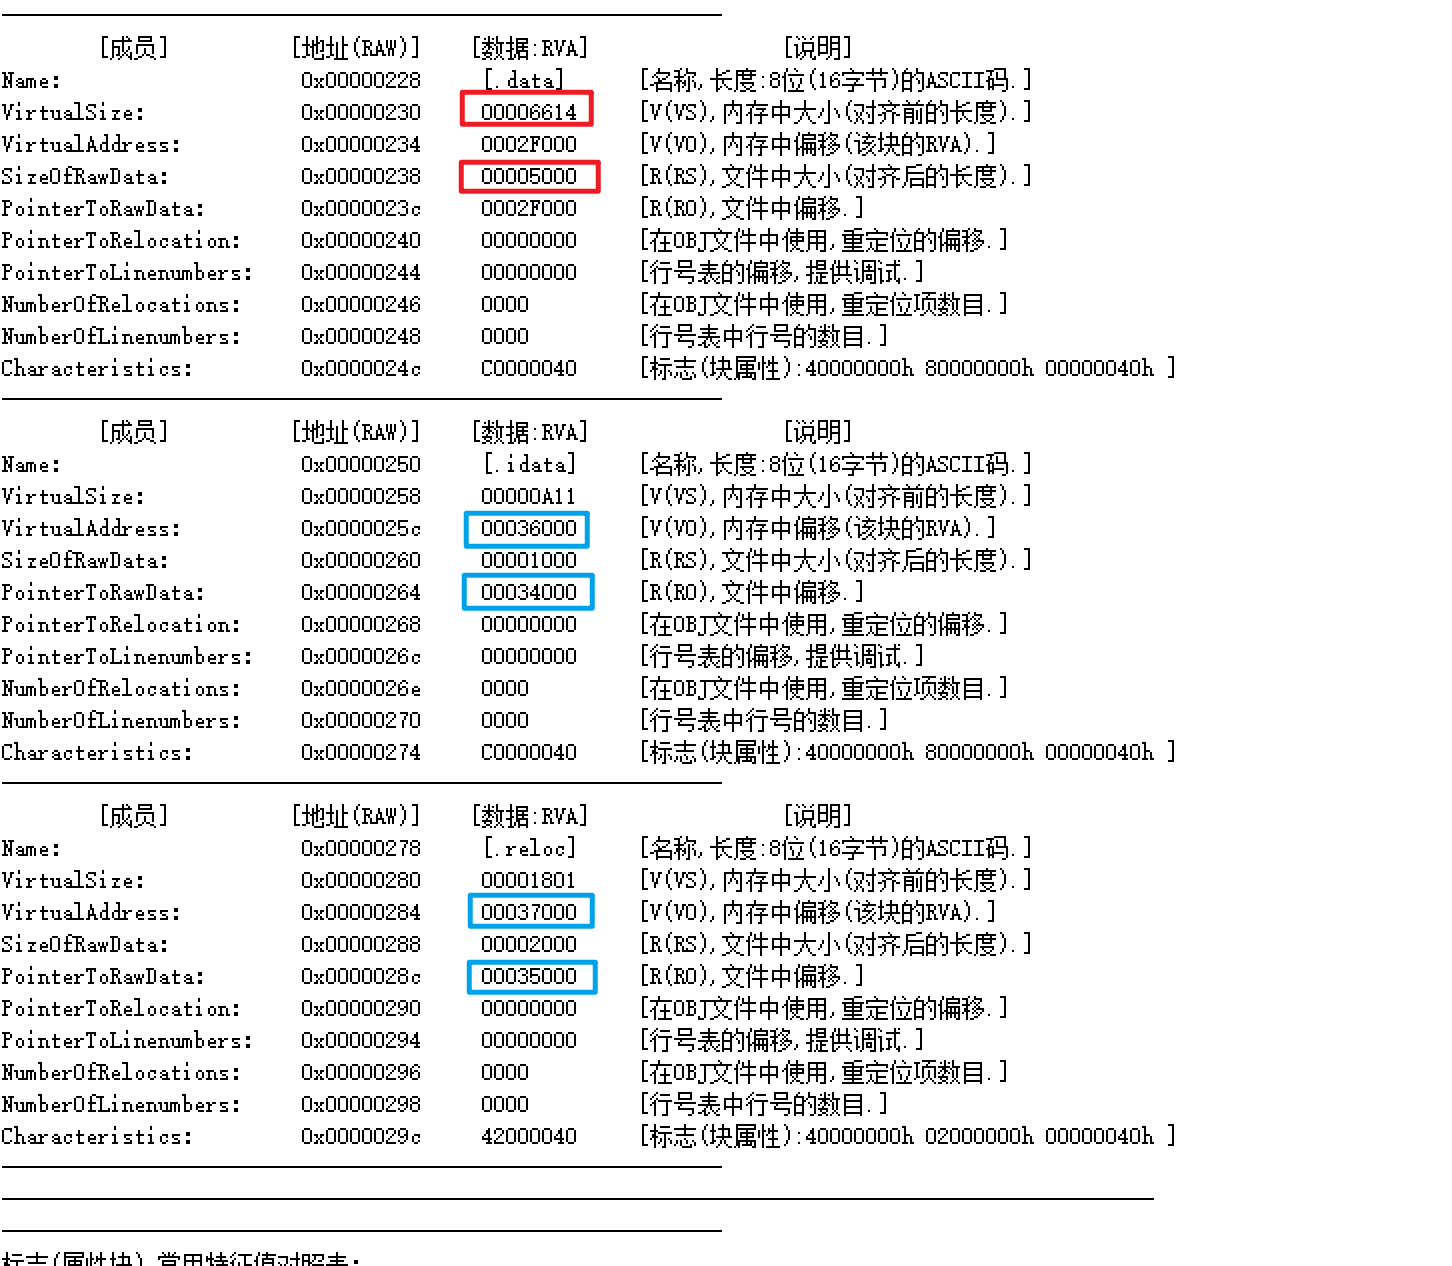 [成员] [地址(RAW)] [数据:RVA] [说明]
Name: 0x00000228 [.data] [名称,长度:8位(16字节)的ASCII码.]
VirtualSize: 0x00000230 00006614 [V(VS),内存中大小(对齐前的长度).]
VirtualAddress: 0x00000234 0002F000 [V(VO),内存中偏移(该块的RVA).]
SizeOfRawData: 0x00000238 00005000 [R(RS),文件中大小(对齐后的长度).]
PointerToRawData: 0x0000023c 0002F000 [R(RO),文件中偏移.]
PointerToRelocation: 0x00000240 00000000 [在OBJ文件中使用,重定位的偏移.]
PointerToLinenumbers: 0x00000244 00000000 [行号表的偏移,提供调试.]
NumberOfRelocations: 0x00000246 0000 [在OBJ文件中使用,重定位项数目.]
NumberOfLinenumbers: 0x00000248 0000 [行号表中行号的数目.]
Characteristics: 0x0000024c C0000040 [标志(块属性):40000000h 80000000h 00000040h ]
[成员] [地址(RAW)] [数据:RVA] [说明]
Name: 0x00000250 [.idata] [名称,长度:8位(16字节)的ASCII码.]
VirtualSize: 0x00000258 00000A11 [V(VS),内存中大小(对齐前的长度).]
VirtualAddress: 0x0000025c 00036000 [V(VO),内存中偏移(该块的RVA).]
SizeOfRawData: 0x00000260 00001000 [R(RS),文件中大小(对齐后的长度).]
PointerToRawData: 0x00000264 00034000 [R(RO),文件中偏移.]
PointerToRelocation: 0x00000268 00000000 [在OBJ文件中使用,重定位的偏移.]
PointerToLinenumbers: 0x0000026c 00000000 [行号表的偏移,提供调试.]
NumberOfRelocations: 0x0000026e 0000 [在OBJ文件中使用,重定位项数目.]
NumberOfLinenumbers: 0x00000270 0000 [行号表中行号的数目.]
Characteristics: 0x00000274 C0000040 [标志(块属性):40000000h 80000000h 00000040h ]
[成员] [地址(RAW)] [数据:RVA] [说明]
Name: 0x00000278 [.reloc] [名称,长度:8位(16字节)的ASCII码.]
VirtualSize: 0x00000280 00001801 [V(VS),内存中大小(对齐前的长度).]
VirtualAddress: 0x00000284 00037000 [V(VO),内存中偏移(该块的RVA).]
SizeOfRawData: 0x00000288 00002000 [R(RS),文件中大小(对齐后的长度).]
PointerToRawData: 0x0000028c 00035000 [R(RO),文件中偏移.]
PointerToRelocation: 0x00000290 00000000 [在OBJ文件中使用,重定位的偏移.]
PointerToLinenumbers: 0x00000294 00000000 [行号表的偏移,提供调试.]
NumberOfRelocations: 0x00000296 0000 [在OBJ文件中使用,重定位项数目.]
NumberOfLinenumbers: 0x00000298 0000 [行号表中行号的数目.]
Characteristics: 0x0000029c 42000040 [标志(块属性):40000000h 02000000h 00000040h ]
标志(属性块) 常用特征值对照表: